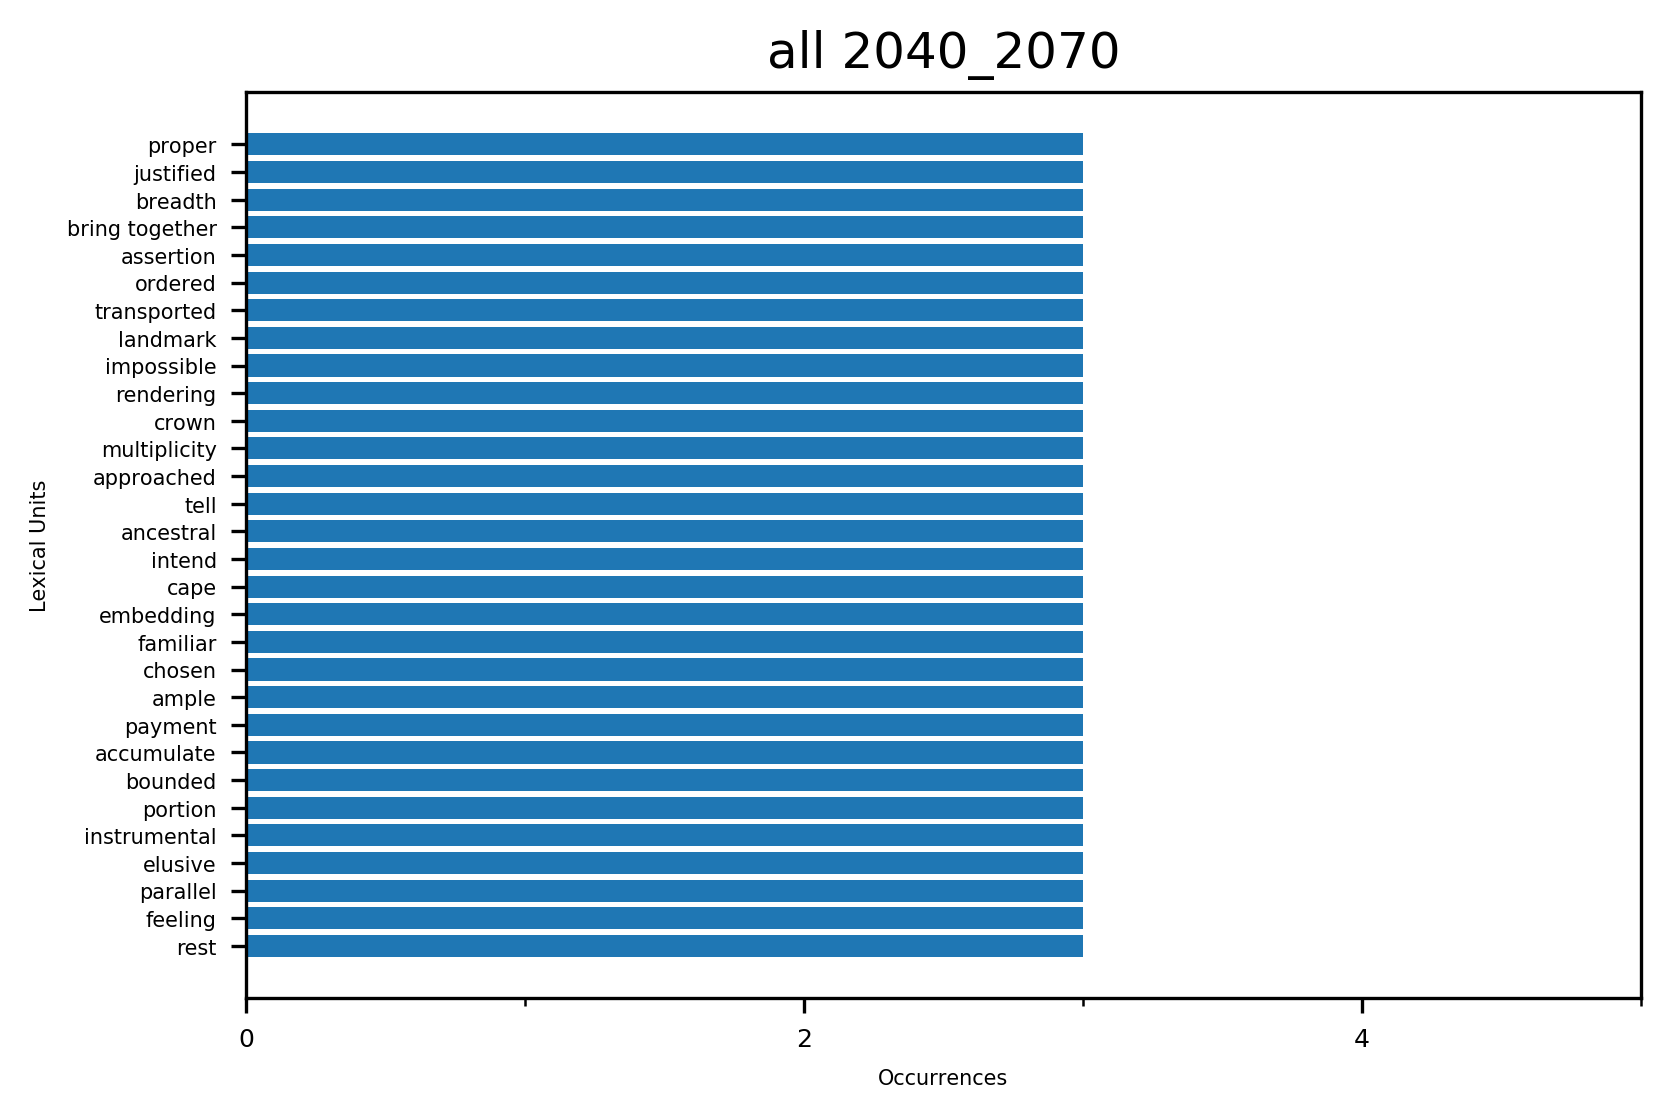 all 2040_2070
proper
justified
breadth
bring together
assertion
ordered
transported
landmark
impossible
rendering
crown
multiplicity
approached
tell
ancestral
intend
cape
embedding
familiar
chosen
ample
payment
accumulate
bounded
portion
instrumental
elusive
parallel
feeling
rest
Lexical Units
0 2 4
Occurrences